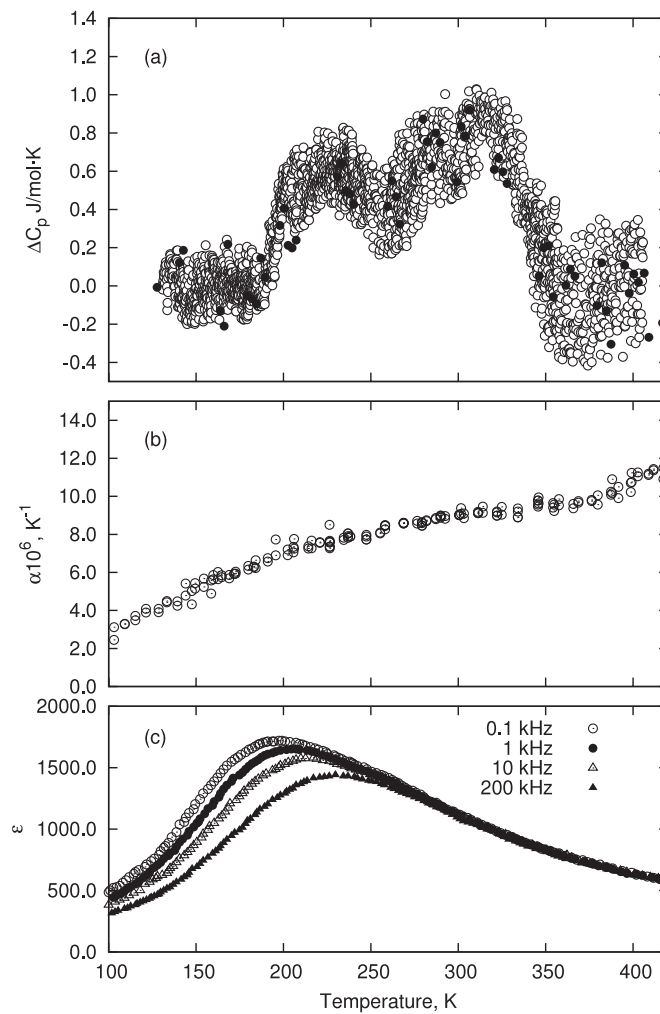 1.4
1.2
1.0
0.8
0.6
0.4
0.2
0.0
-0.2
-0.4
ΔCp J/mol·K
(a)
14.0
12.0
10.0
8.0
6.0
4.0
2.0
0.0
α10⁶, K⁻¹
(b)
2000.0
1500.0
1000.0
500.0
0.0
ε
(c)
0.1 kHz
1 kHz
10 kHz
200 kHz
100 150 200 250 300 350 400
Temperature, K